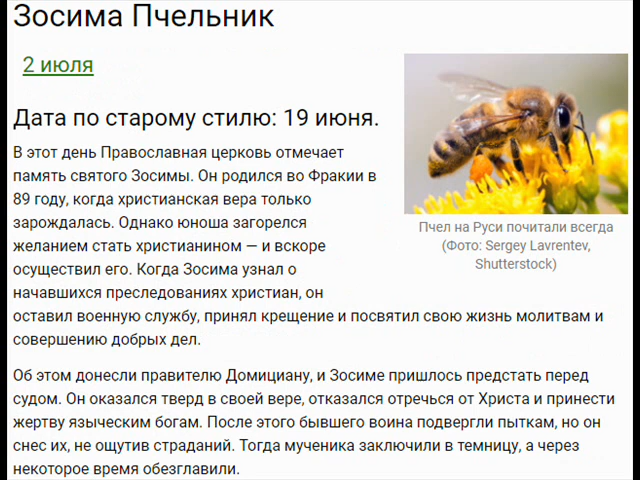 Зосима Пчельник
2 июля
Дата по старому стилю: 19 июня.
В этот день Православная церковь отмечает
память святого Зосимы. Он родился во Фракии в
89 году, когда христианская вера только
зарождалась. Однако юноша загорелся
желанием стать христианином — и вскоре
осуществил его. Когда Зосима узнал о
начавшихся преследованиях христиан, он
оставил военную службу, принял крещение и посвятил свою жизнь молитвам и
совершению добрых дел.
Пчел на Руси почитали всегда
(Фото: Sergey Lavrentev,
Shutterstock)
Об этом донесли правителю Домициану, и Зосиме пришлось предстать перед
судом. Он оказался тверд в своей вере, отказался отречься от Христа и принести
жертву языческим богам. После этого бывшего воина подвергли пыткам, но он
снес их, не ощутив страданий. Тогда мученика заключили в темницу, а через
некоторое время обезглавили.